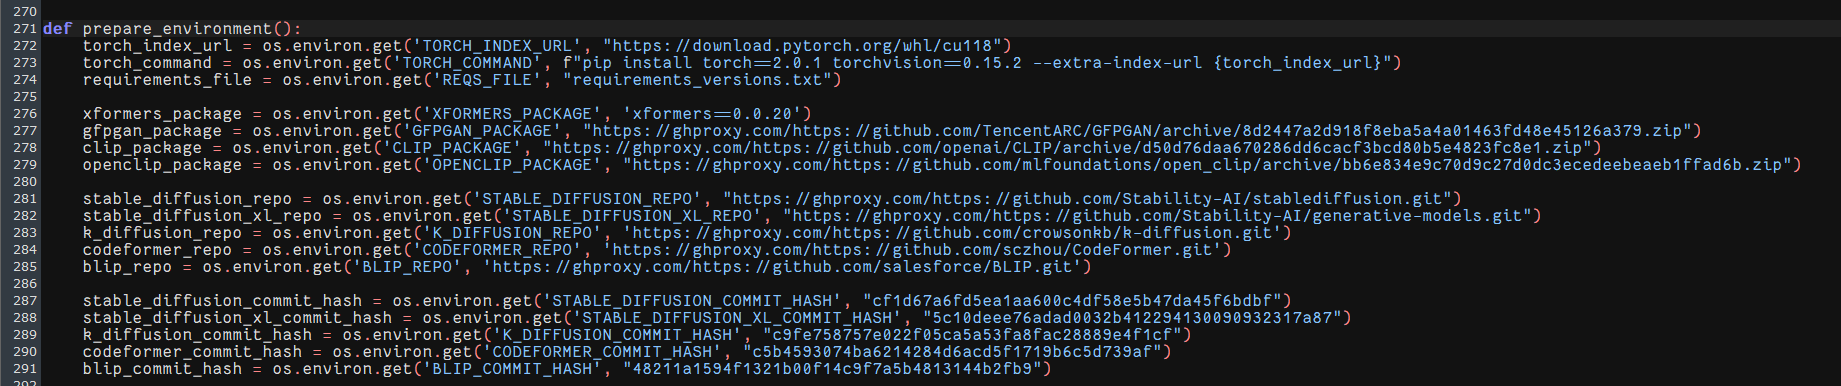 270
271 def prepare_environment():
272     torch_index_url = os.environ.get('TORCH_INDEX_URL', "https://download.pytorch.org/whl/cu118")
273     torch_command = os.environ.get('TORCH_COMMAND', f"pip install torch==2.0.1 torchvision==0.15.2 --extra-index-url {torch_index_url}")
274     requirements_file = os.environ.get('REQS_FILE', "requirements_versions.txt")
275
276     xformers_package = os.environ.get('XFORMERS_PACKAGE', 'xformers==0.0.20')
277     gfpgan_package = os.environ.get('GFPGAN_PACKAGE', "https://ghproxy.com/https://github.com/TencentARC/GFPGAN/archive/8d2447a2d918f8eba5a4a01463fd48e45126a379.zip")
278     clip_package = os.environ.get('CLIP_PACKAGE', "https://ghproxy.com/https://github.com/openai/CLIP/archive/d50d76daa670286dd6cacf3bcd80b5e4823fc8e1.zip")
279     openclip_package = os.environ.get('OPENCLIP_PACKAGE', "https://ghproxy.com/https://github.com/mlfoundations/open_clip/archive/bb6e834e9c70d9c27d0dc3ecedeebeaeb1ffad6b.zip")
280
281     stable_diffusion_repo = os.environ.get('STABLE_DIFFUSION_REPO', "https://ghproxy.com/https://github.com/Stability-AI/stablediffusion.git")
282     stable_diffusion_xl_repo = os.environ.get('STABLE_DIFFUSION_XL_REPO', "https://ghproxy.com/https://github.com/Stability-AI/generative-models.git")
283     k_diffusion_repo = os.environ.get('K_DIFFUSION_REPO', 'https://ghproxy.com/https://github.com/crowsonkb/k-diffusion.git')
284     codeformer_repo = os.environ.get('CODEFORMER_REPO', 'https://ghproxy.com/https://github.com/sczhou/CodeFormer.git')
285     blip_repo = os.environ.get('BLIP_REPO', 'https://ghproxy.com/https://github.com/salesforce/BLIP.git')
286
287     stable_diffusion_commit_hash = os.environ.get('STABLE_DIFFUSION_COMMIT_HASH', "cf1d67a6fd5ea1aa600c4df58e5b47da45f6bdbf")
288     stable_diffusion_xl_commit_hash = os.environ.get('STABLE_DIFFUSION_XL_COMMIT_HASH', "5c10deee76adad0032b412294130090932317a87")
289     k_diffusion_commit_hash = os.environ.get('K_DIFFUSION_COMMIT_HASH', "c9fe758757e022f05ca5a53fa8fac28889e4f1cf")
290     codeformer_commit_hash = os.environ.get('CODEFORMER_COMMIT_HASH', "c5b4593074ba6214284d6acd5f1719b6c5d739af")
291     blip_commit_hash = os.environ.get('BLIP_COMMIT_HASH', "48211a1594f1321b00f14c9f7a5b4813144b2fb9")